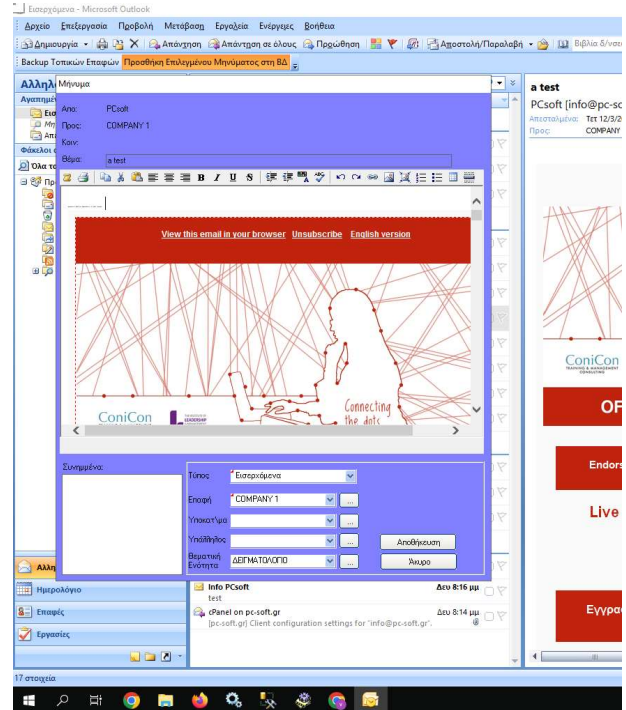 Εισερχόμενα - Microsoft Outlook
Αρχείο Επεξεργασία Προβολή Μετάβαση Εργαλεία Ενέργειες Βοήθεια
Δημιουργία Απάντηση Απάντηση σε όλους Προώθηση Αποστολή/Παραλαβή
Backup Τοπικών Επαφών Προσθήκη Επιλεγμένου Μηνύματος στη ΒΔ
Μήνυμα
Απο: PCsoft
Προς: COMPANY 1
Κοιν:
Θέμα: a test
View this email in your browser Unsubscribe English version
Connecting
the dots
ConiCon
LEADERSHIP
Συνημμένα:
Τύπος Εισερχόμενα
Επαφή COMPANY 1
Υποκατ\μα
Υπάλληλος
Θεματική
Ενότητα ΔΕΙΓΜΑΤΟΛΟΓΙΟ
Αποθήκευση
Άκυρο
Ημερολόγιο
Επαφές
Εργασίες
Info PCsoft Δευ 8:16 μμ
test
cPanel on pc-soft.gr Δευ 8:14 μμ
[pc-soft.gr] Client configuration settings for "info@pc-soft.gr".
a test
PCsoft [info@pc-so
Απεσταλμένα: Τετ 12/3/2
Προς: COMPANY
ConiCon
TRAINING & MANAGEMENT
CONSULTING
OF
Endors
Live
Εγγρα
17 στοιχεία